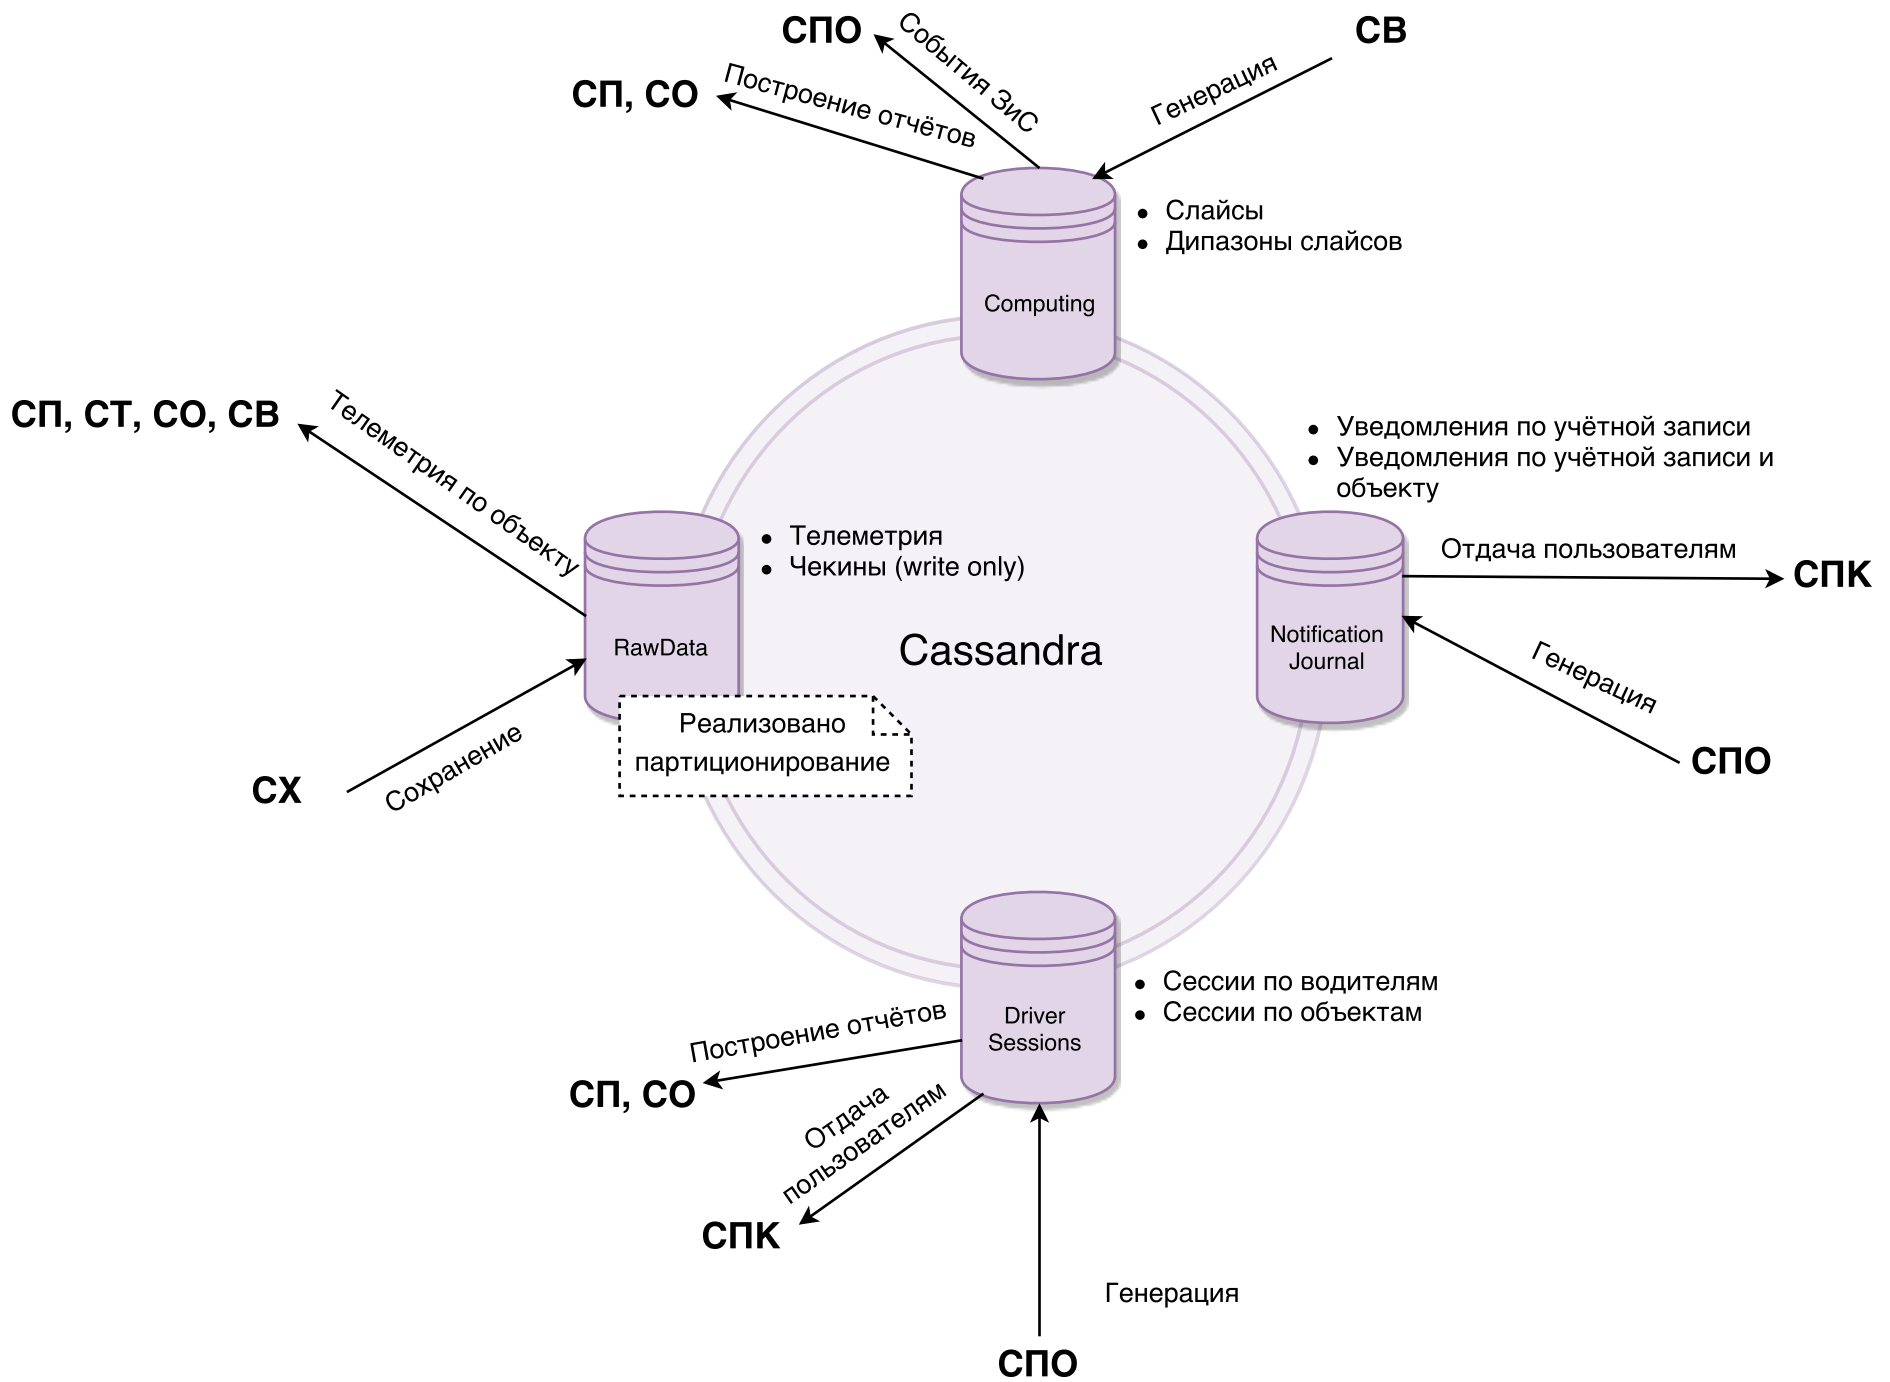 СПО
События ЗиС
СВ
Генерация
СП, СО
Построение отчётов
• Слайсы
• Дипазоны слайсов
Computing
СП, СТ, СО, СВ
Телеметрия по объекту
• Уведомления по учётной записи
• Уведомления по учётной записи и
объекту
• Телеметрия
• Чекины (write only)
RawData
Cassandra
Отдача пользователям
СПК
Notification
Journal
Генерация
СПО
Реализовано
партиционирование
СХ
Сохранение
• Сессии по водителям
• Сессии по объектам
Driver
Sessions
Построение отчётов
СП, СО
Отдача
пользователям
СПК
Генерация
СПО